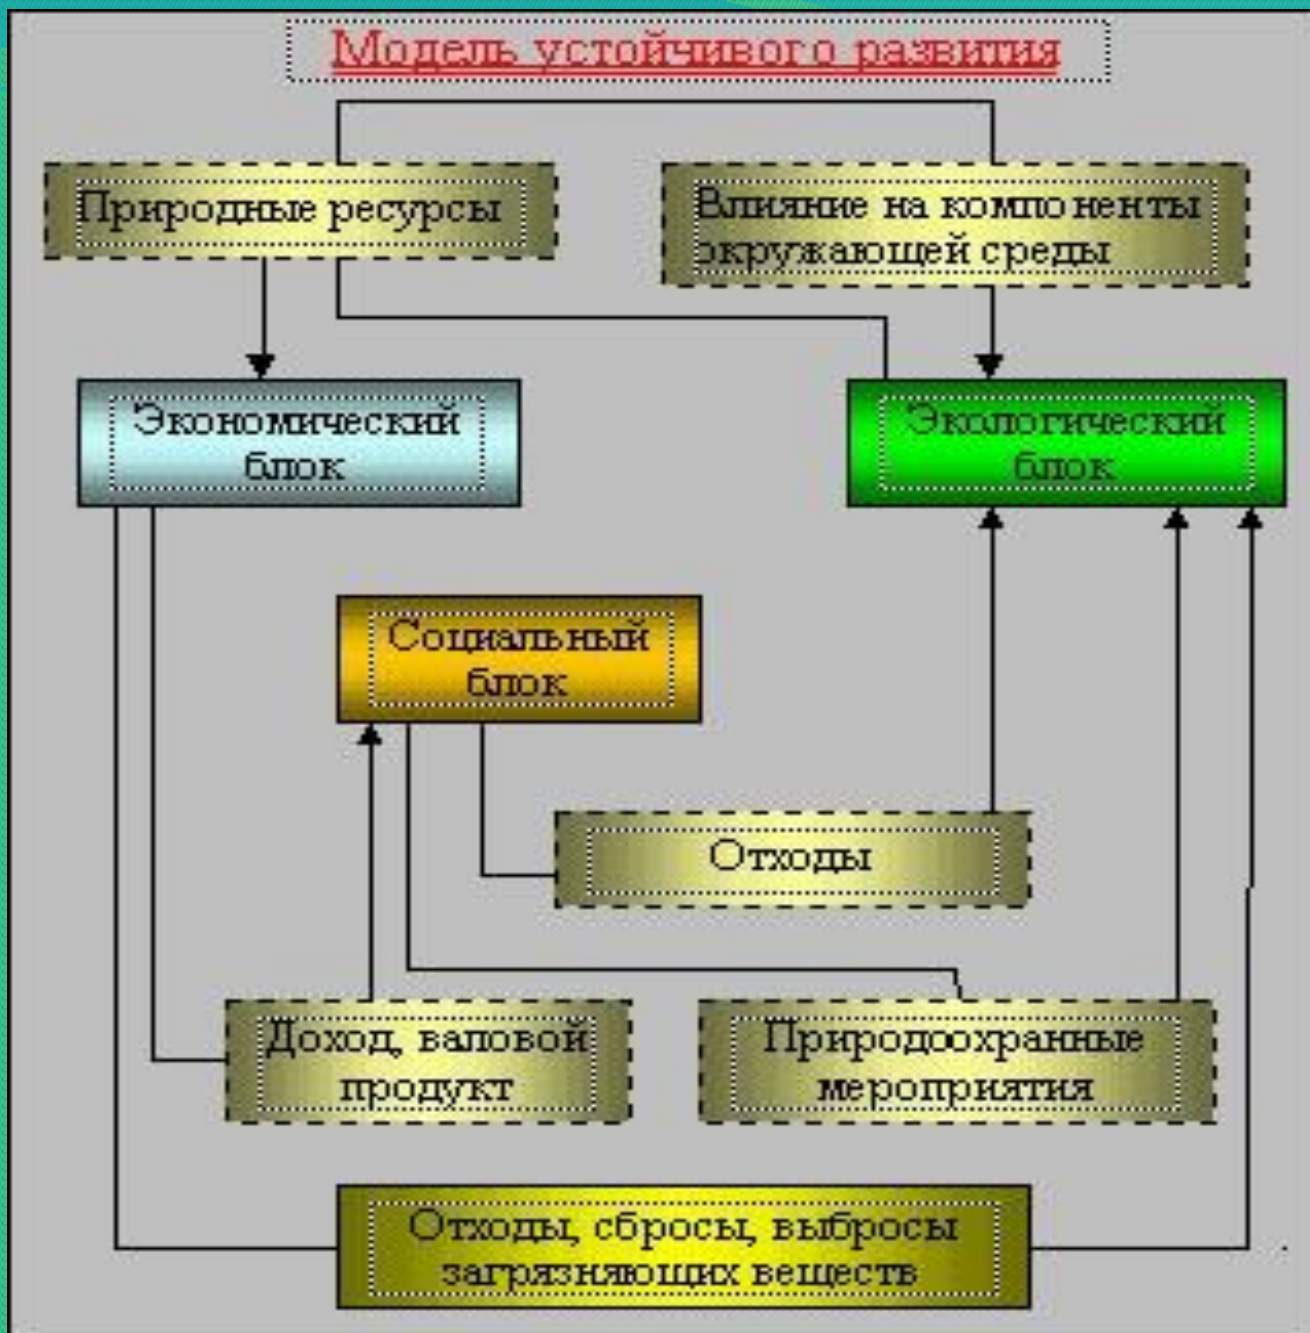 Модель устойчивого развития
Природные ресурсы
Влияние на компоненты
окружающей среды
Экономический
блок
Экологический
блок
Социальный
блок
Отходы
Доход, валовой
продукт
Природоохранные
мероприятия
Отходы, сбросы, выбросы
загрязняющих веществ